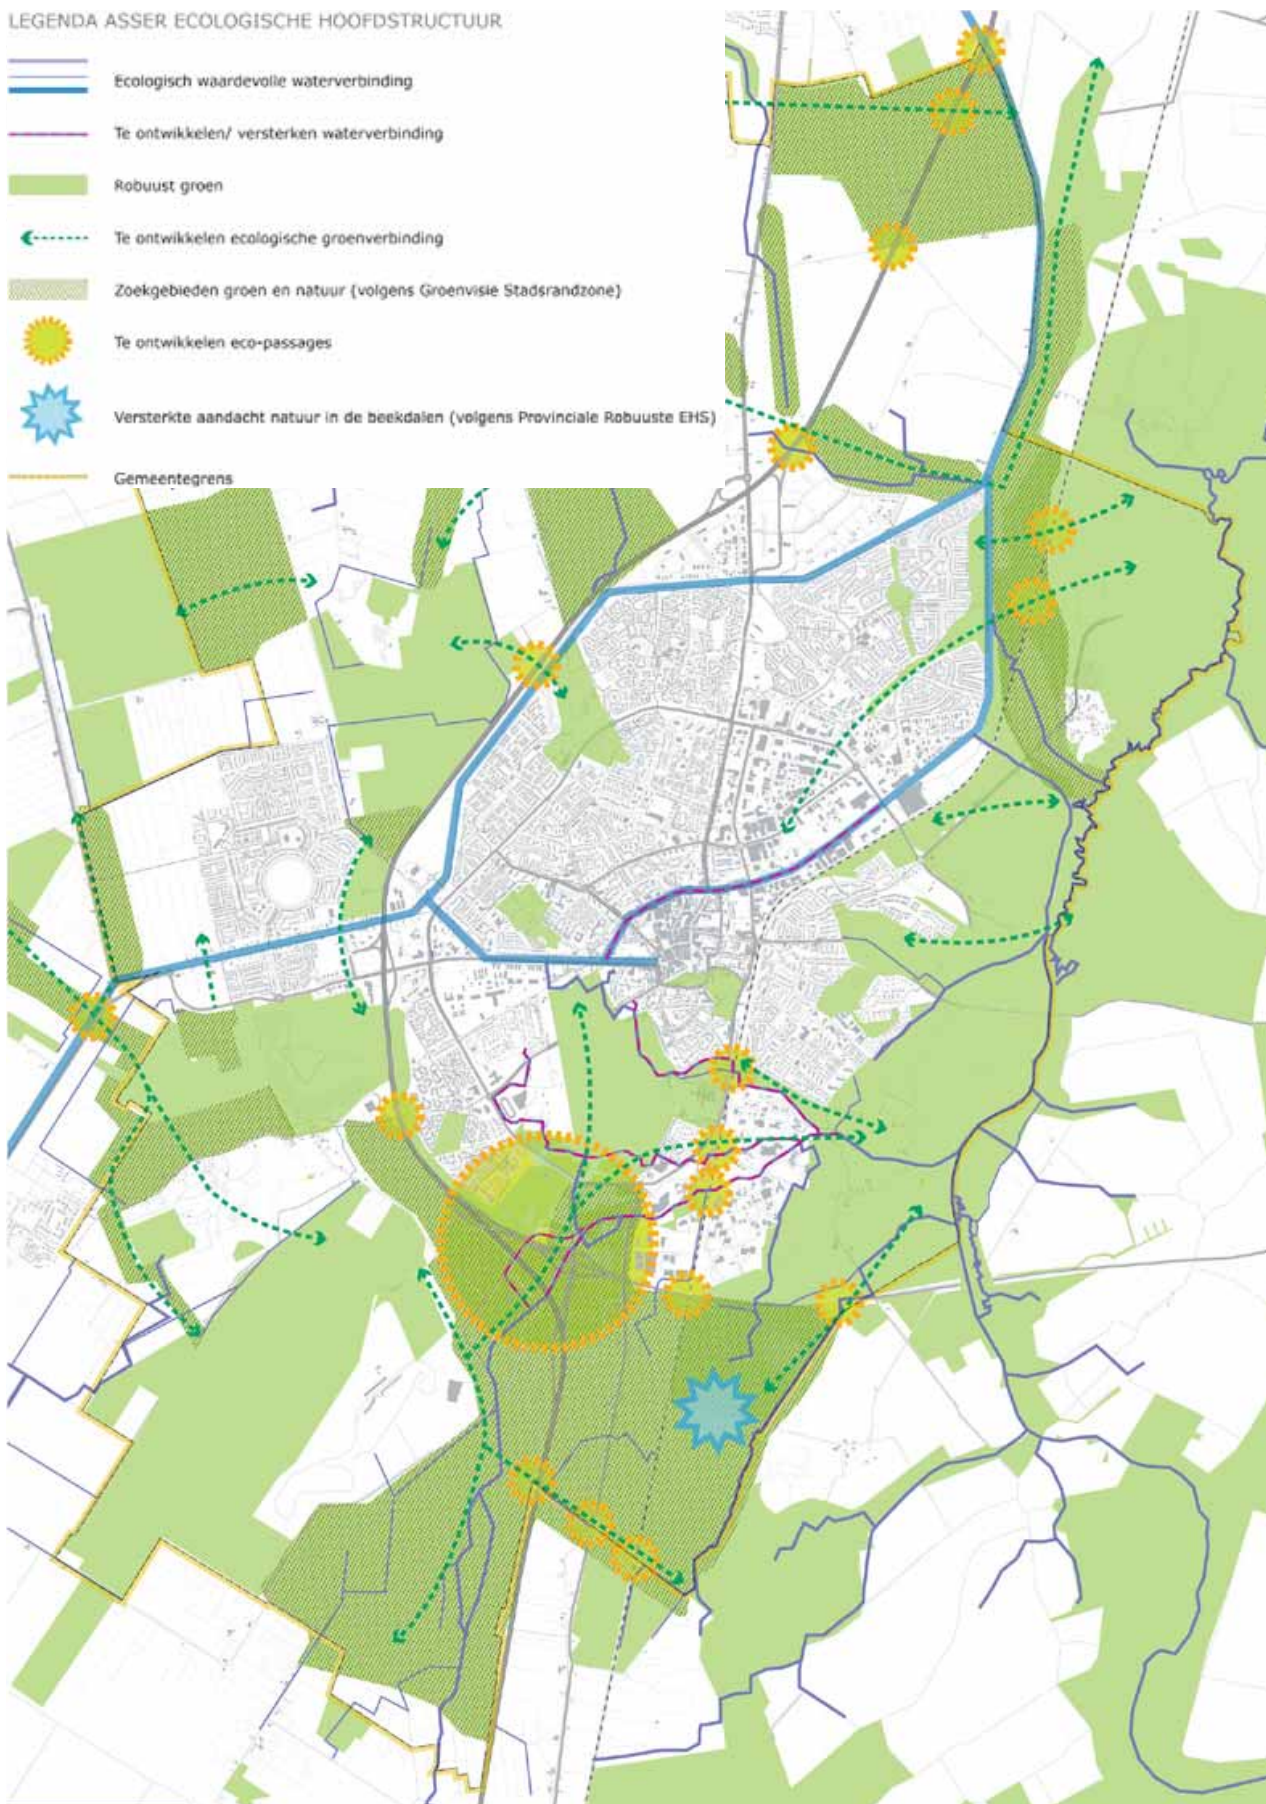 LEGENDA ASSER ECOLOGISCHE HOOFDSTRUCTUUR
Ecologisch waardevolle waterverbinding
Te ontwikkelen/ versterken waterverbinding
Robuust groen
Te ontwikkelen ecologische groenverbinding
Zoekgebieden groen en natuur (volgens Groenvisie Stadsrandzone)
Te ontwikkelen eco-passages
Versterkte aandacht natuur in de beekdalen (volgens Provinciale Robuuste EHS)
Gemeentegrens